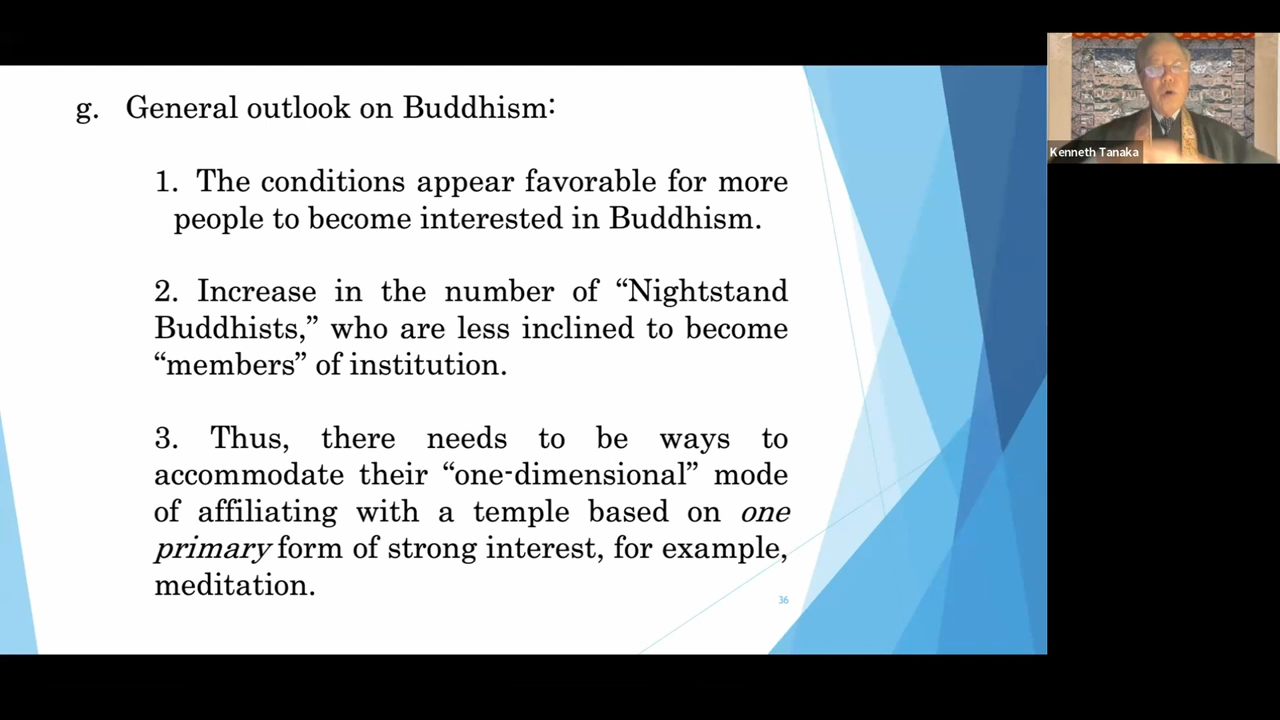 g. General outlook on Buddhism:
1. The conditions appear favorable for more
people to become interested in Buddhism.
2. Increase in the number of “Nightstand
Buddhists,” who are less inclined to become
“members” of institution.
3. Thus, there needs to be ways to
accommodate their “one-dimensional” mode
of affiliating with a temple based on one
primary form of strong interest, for example,
meditation.
36
Kenneth Tanaka